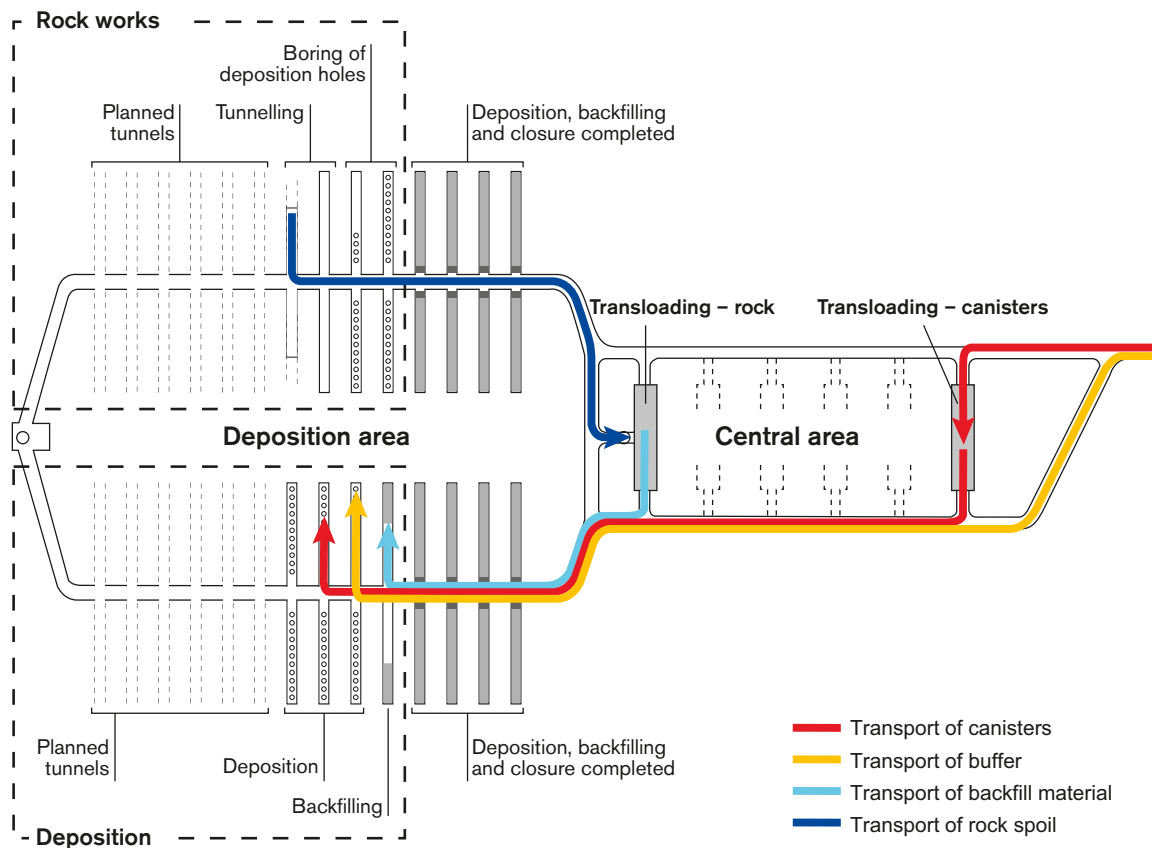 Rock works
Boring of
deposition holes
Planned
tunnels
Tunnelling
Deposition, backfilling
and closure completed
Transloading – rock
Transloading – canisters
Deposition area
Central area
Planned
tunnels
Deposition
Backfilling
Deposition, backfilling
and closure completed
Deposition
Transport of canisters
Transport of buffer
Transport of backfill material
Transport of rock spoil